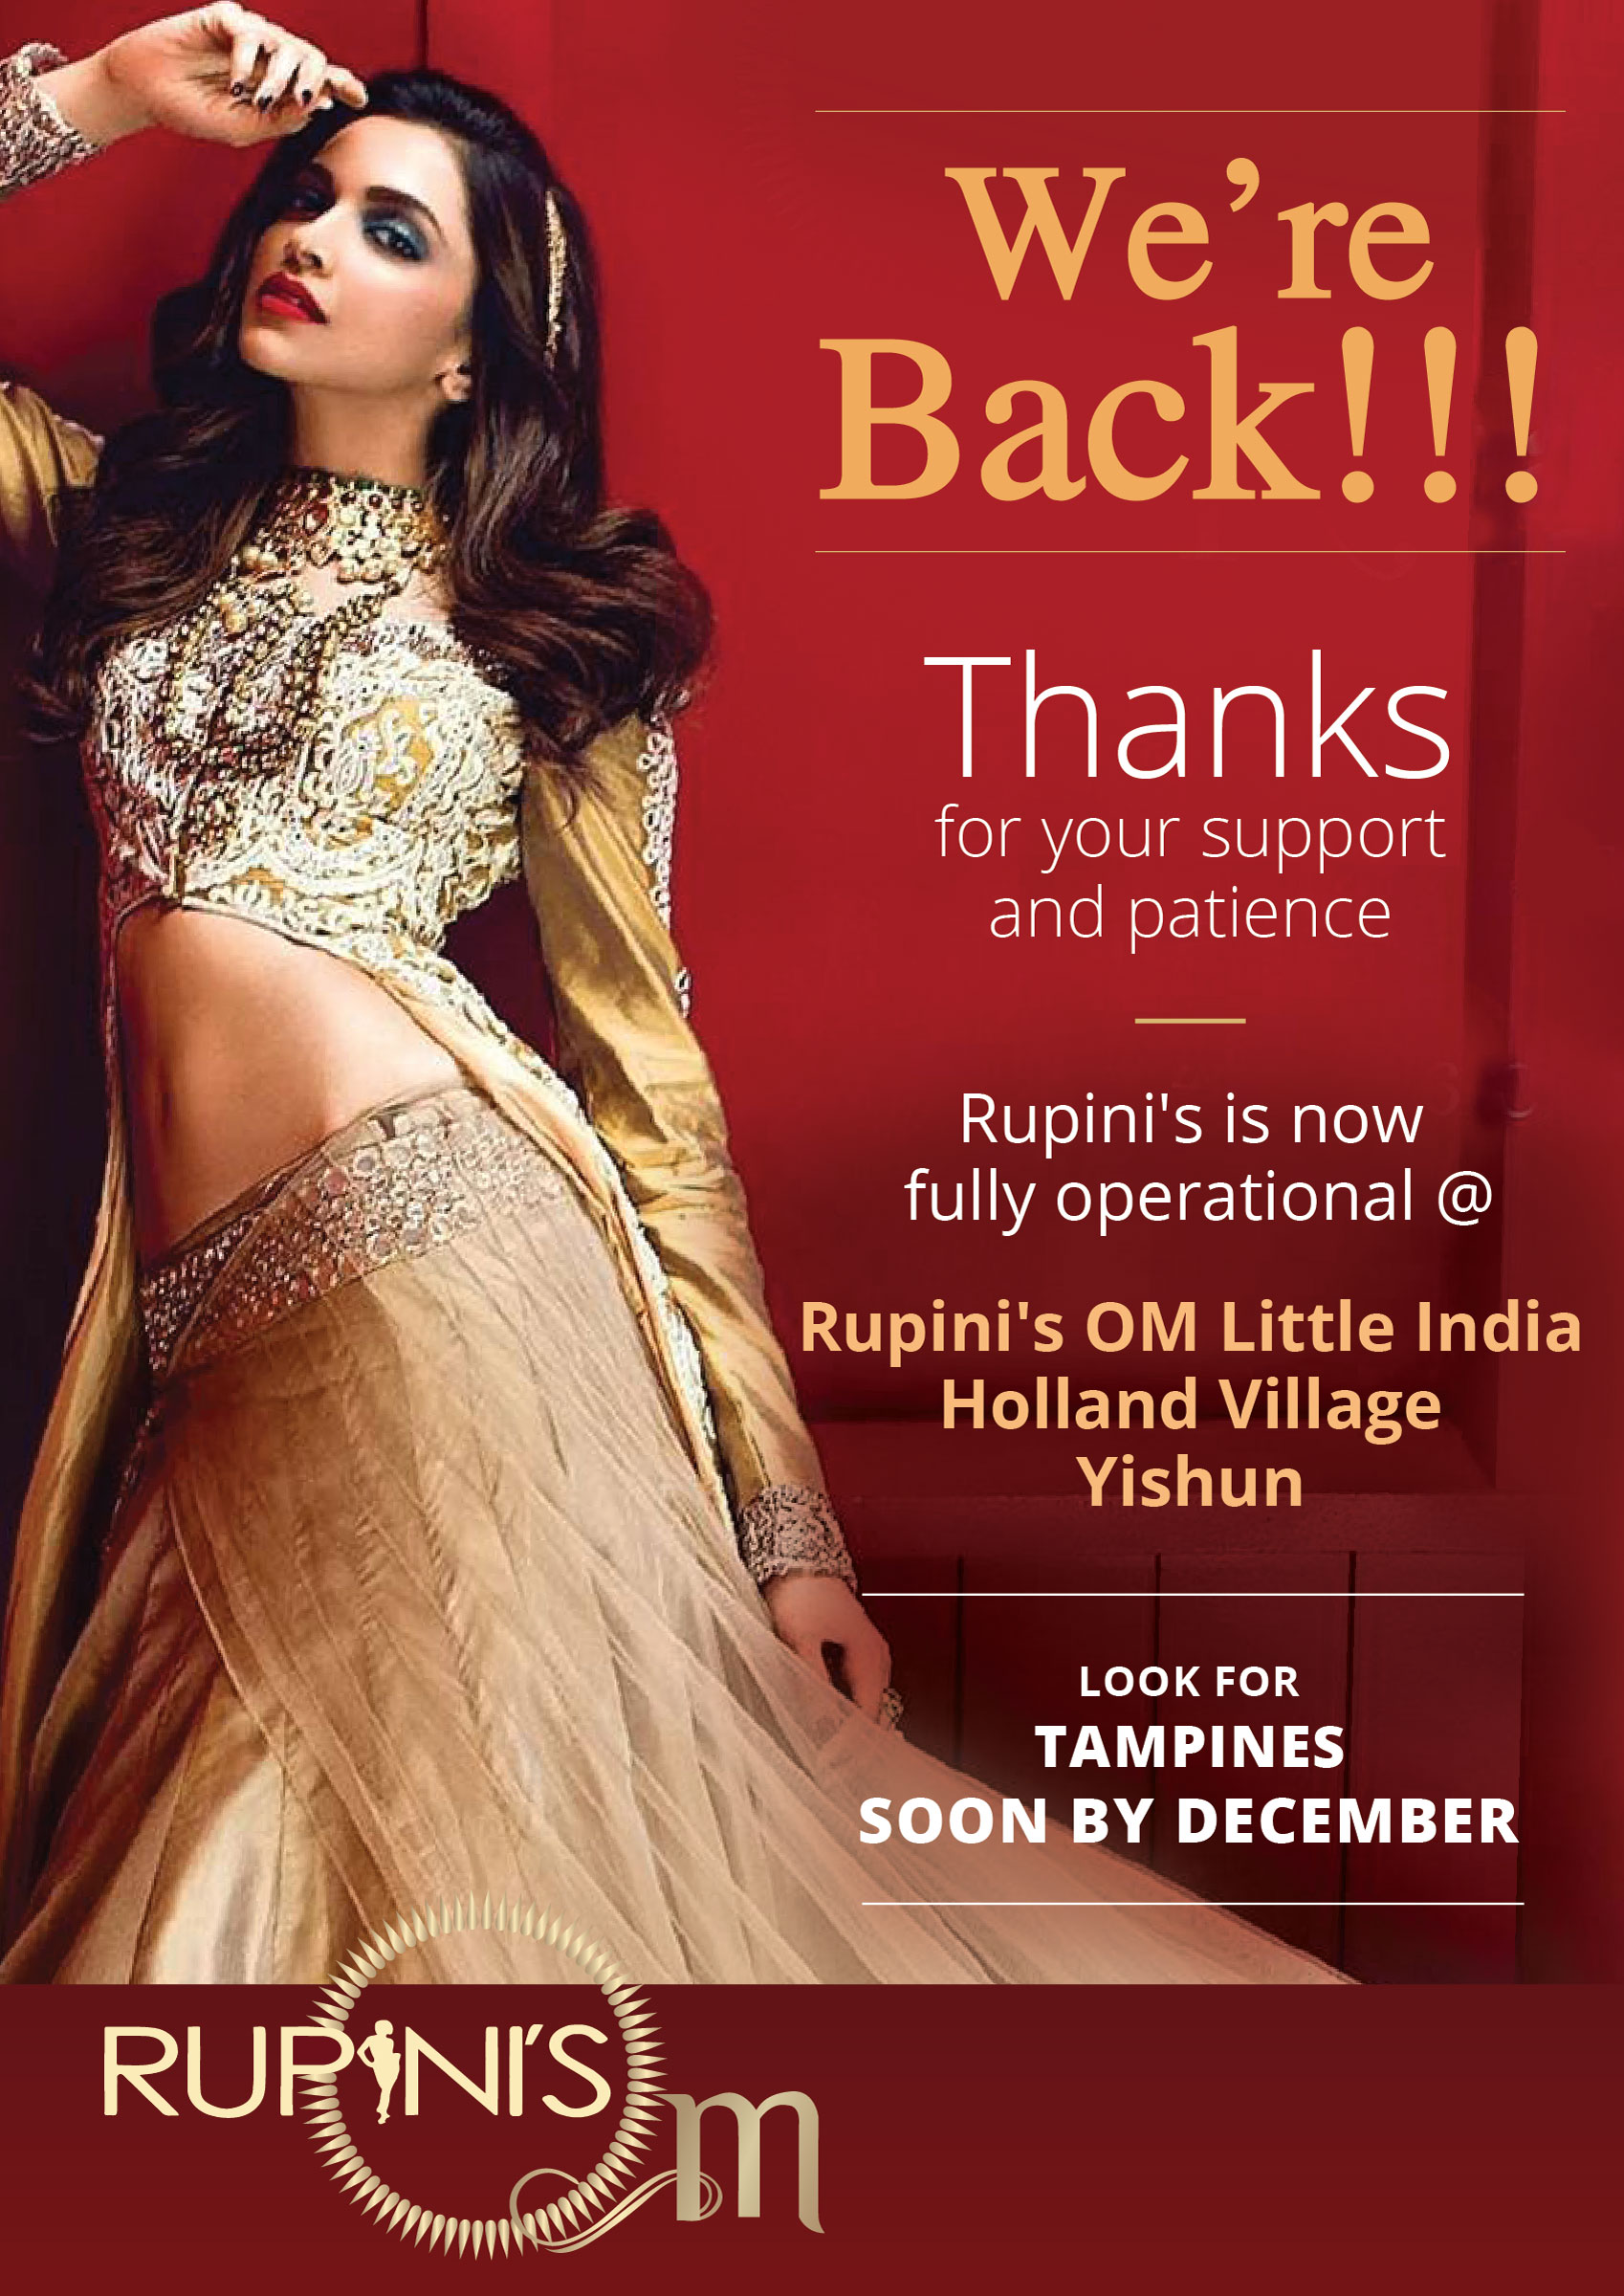 We’re
Back!!!
Thanks
for your support
and patience
Rupini's is now
fully operational @
Rupini's OM Little India
Holland Village
Yishun
LOOK FOR
TAMPINES
SOON BY DECEMBER
RUPINI’S
Om